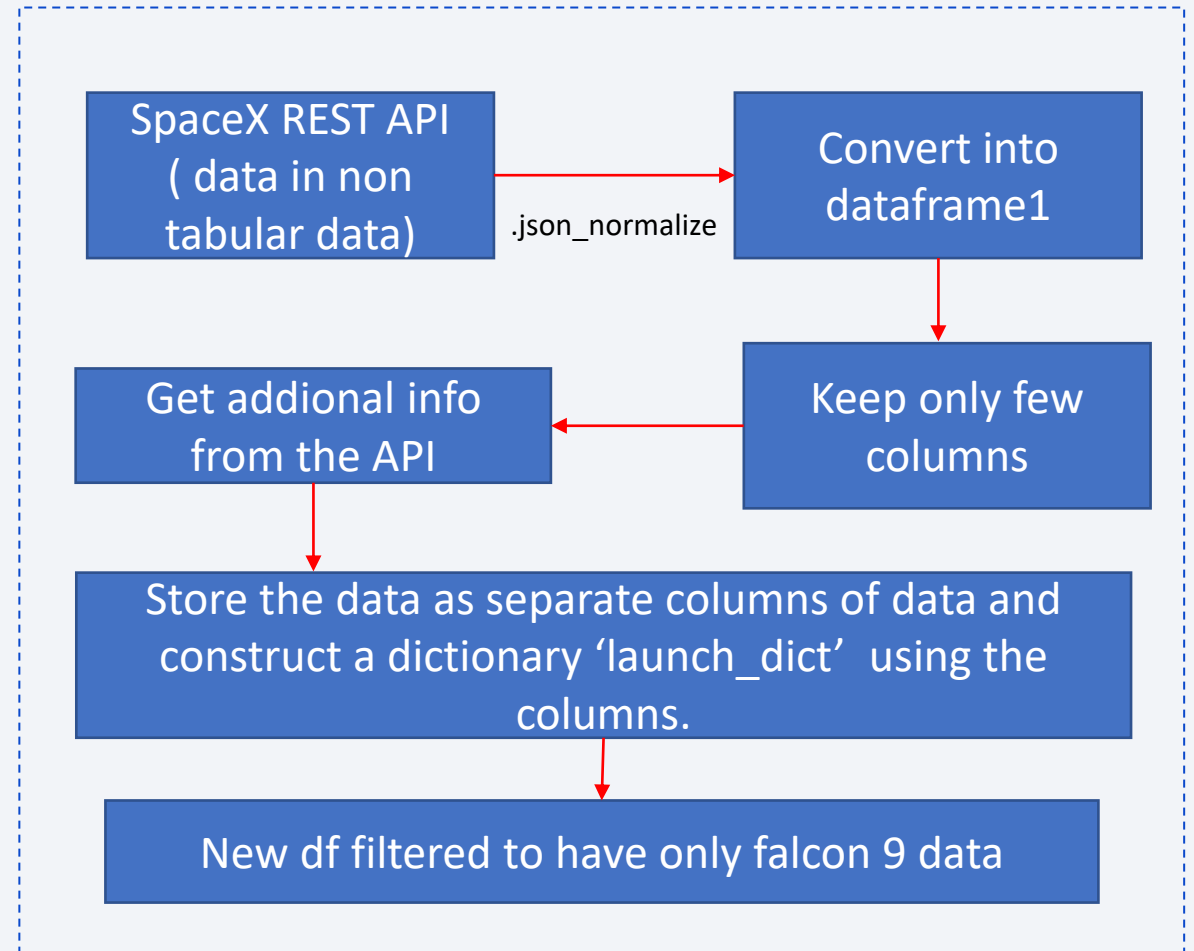 SpaceX REST API
( data in non
tabular data)
.json_normalize
Convert into
dataframe1
Keep only few
columns
Get addional info
from the API
Store the data as separate columns of data and
construct a dictionary ‘launch_dict’  using the
columns.
New df filtered to have only falcon 9 data